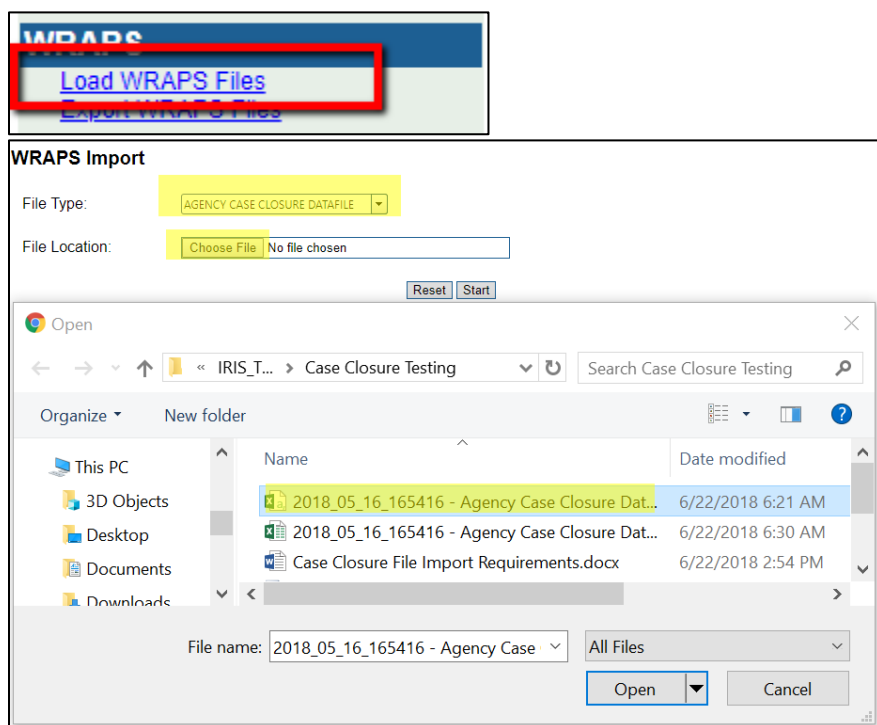 WRAPS
Load WRAPS Files
Export WRAPS Files
WRAPS Import
File Type: AGENCY CASE CLOSURE DATAFILE
File Location: Choose File No file chosen
Reset Start
Open
« IRIS_T... > Case Closure Testing Search Case Closure Testing
Organize New folder
Name Date modified
This PC
3D Objects 2018_05_16_165416 - Agency Case Closure Dat... 6/22/2018 6:21 AM
Desktop 2018_05_16_165416 - Agency Case Closure Dat... 6/22/2018 6:30 AM
Documents Case Closure File Import Requirements.docx 6/22/2018 2:54 PM
Downloads
File name: 2018_05_16_165416 - Agency Case All Files
Open Cancel